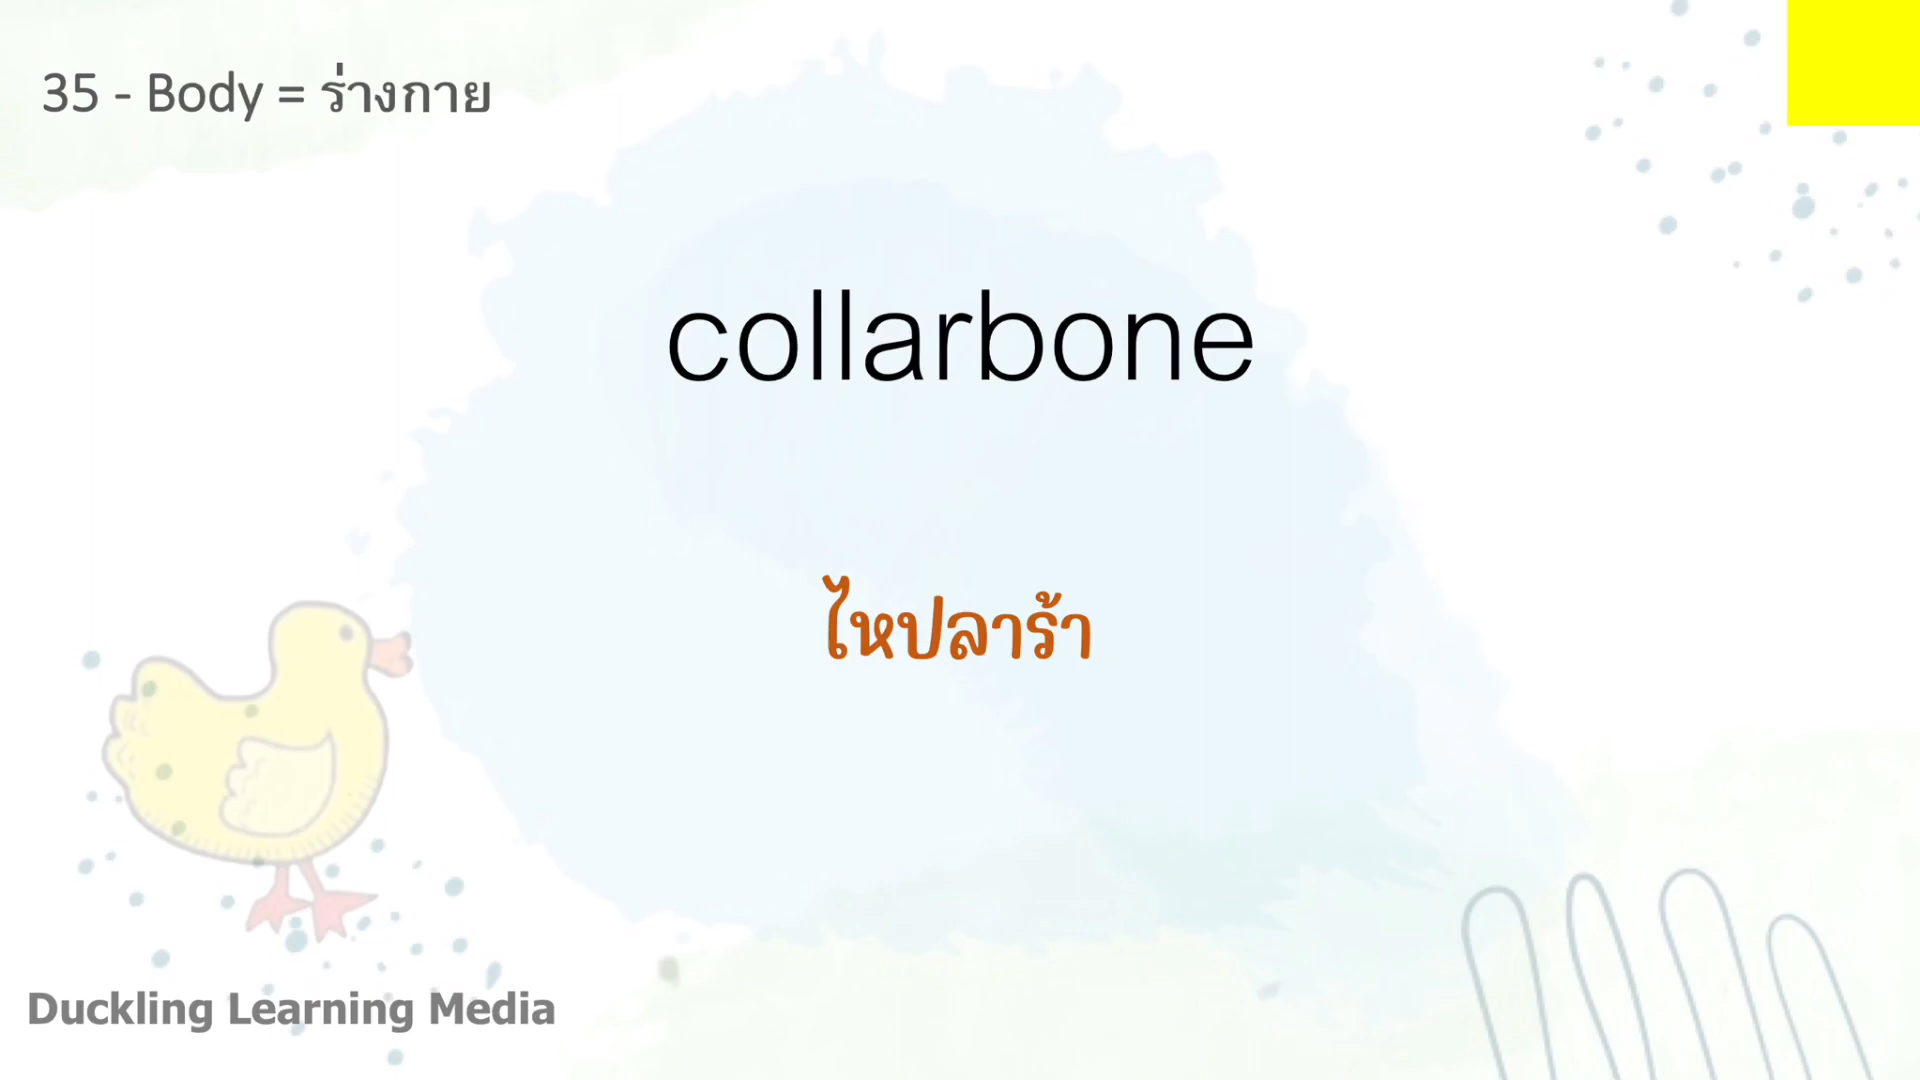 35 - Body = ร่างกาย
collarbone
ไหปลาร้า
Duckling Learning Media